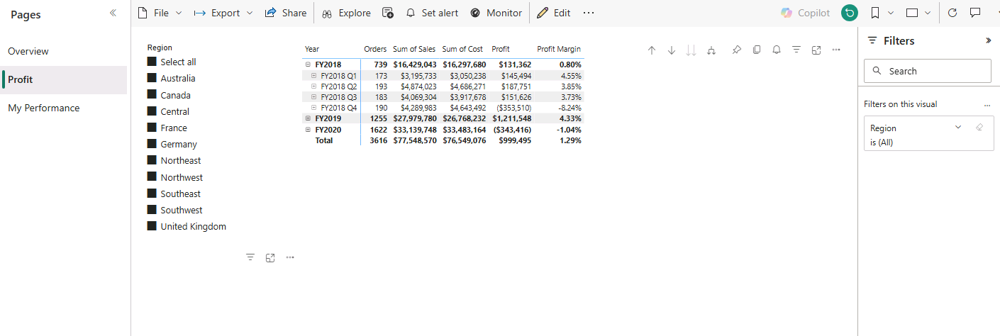 Pages
File Export Share Explore Set alert Monitor Edit Copilot
Overview
Profit
My Performance
Region
Select all
Australia
Canada
Central
France
Germany
Northeast
Northwest
Southeast
Southwest
United Kingdom
Year Orders Sum of Sales Sum of Cost Profit Profit Margin
FY2018 739 $16,429,043 $16,297,680 $131,362 0.80%
FY2018 Q1 173 $3,195,733 $3,050,238 $145,494 4.55%
FY2018 Q2 193 $4,874,023 $4,686,271 $187,751 3.85%
FY2018 Q3 183 $4,069,304 $3,917,678 $151,626 3.73%
FY2018 Q4 190 $4,289,983 $4,643,492 ($353,510) -8.24%
FY2019 1255 $27,979,780 $26,768,232 $1,211,548 4.33%
FY2020 1622 $33,139,748 $33,483,164 ($343,416) -1.04%
Total 3616 $77,548,570 $76,549,076 $999,495 1.29%
Filters
Search
Filters on this visual
Region
is (All)